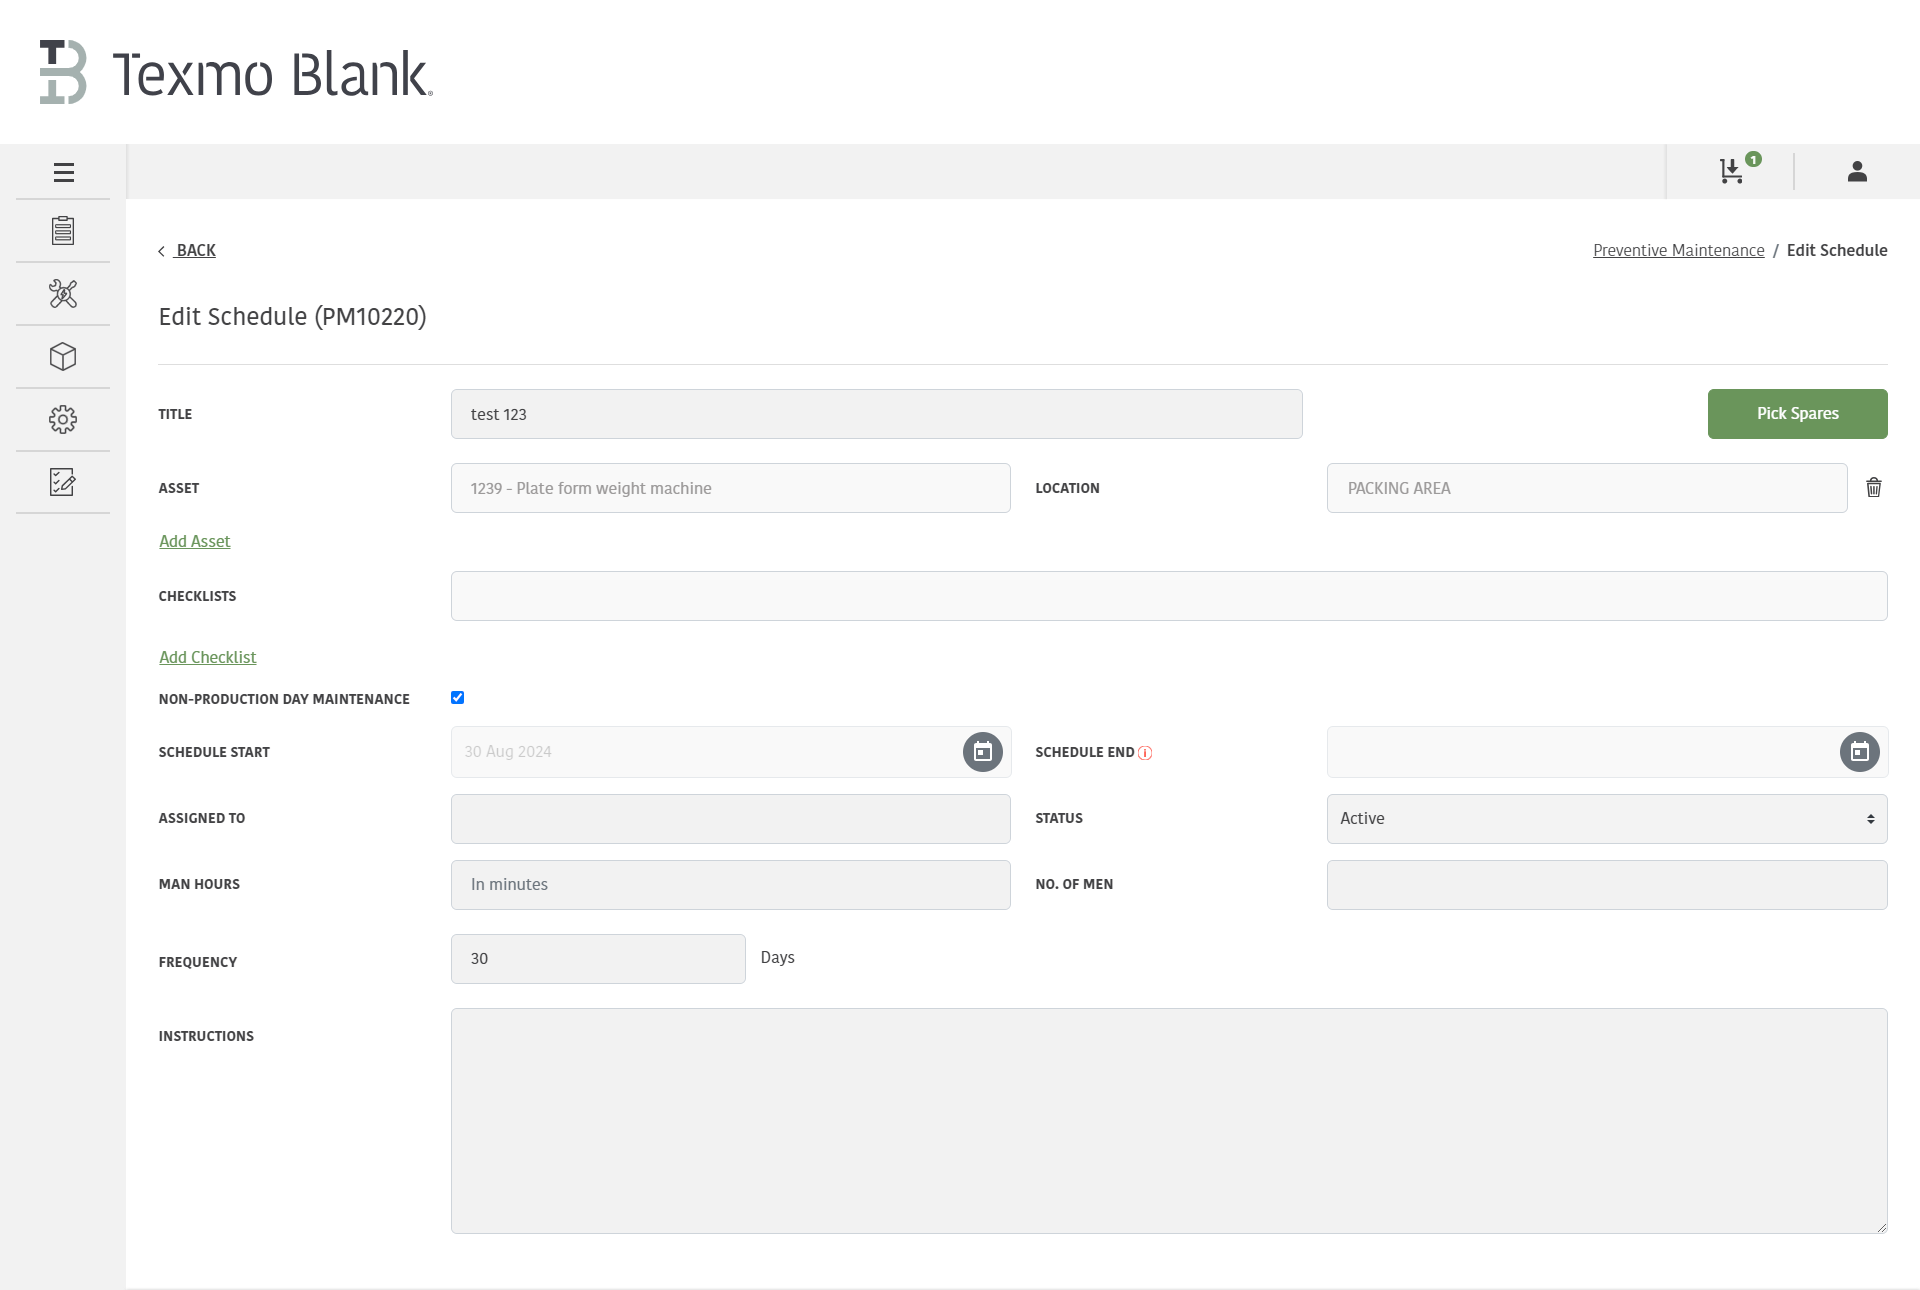 Texmo Blank®
1
BACK
Preventive Maintenance / Edit Schedule
Edit Schedule (PM10220)
TITLE
test 123
Pick Spares
ASSET
1239 - Plate form weight machine
LOCATION
PACKING AREA
Add Asset
CHECKLISTS
Add Checklist
NON-PRODUCTION DAY MAINTENANCE
SCHEDULE START
30 Aug 2024
SCHEDULE END
ASSIGNED TO
STATUS
Active
MAN HOURS
In minutes
NO. OF MEN
FREQUENCY
30
Days
INSTRUCTIONS